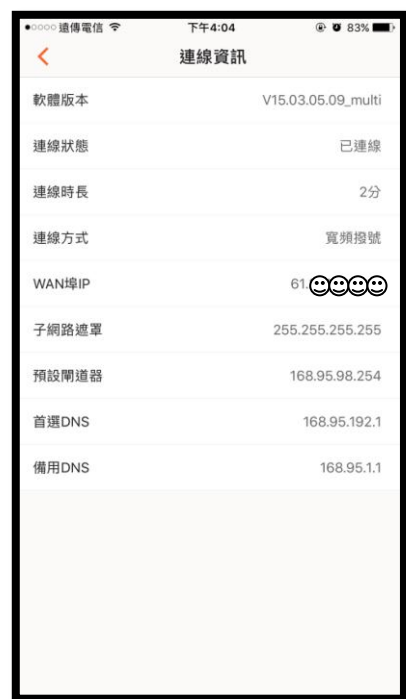 遠傳電信 下午4:04 83%
連線資訊
軟體版本 V15.03.05.09_multi
連線狀態 已連線
連線時長 2分
連線方式 寬頻撥號
WAN埠IP 61.
子網路遮罩 255.255.255.255
預設閘道器 168.95.98.254
首選DNS 168.95.192.1
備用DNS 168.95.1.1